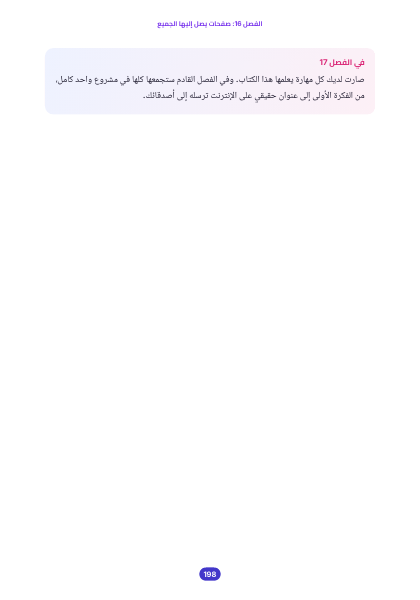 الفصل 16: صفحات يصل إليها الجميع
في الفصل 17
صارت لديك كل مهارة يعلمها هذا الكتاب. وفي الفصل القادم ستجمعها كلها في مشروع واحد كامل،
من الفكرة الأولى إلى عنوان حقيقي على الإنترنت ترسله إلى أصدقائك.
198